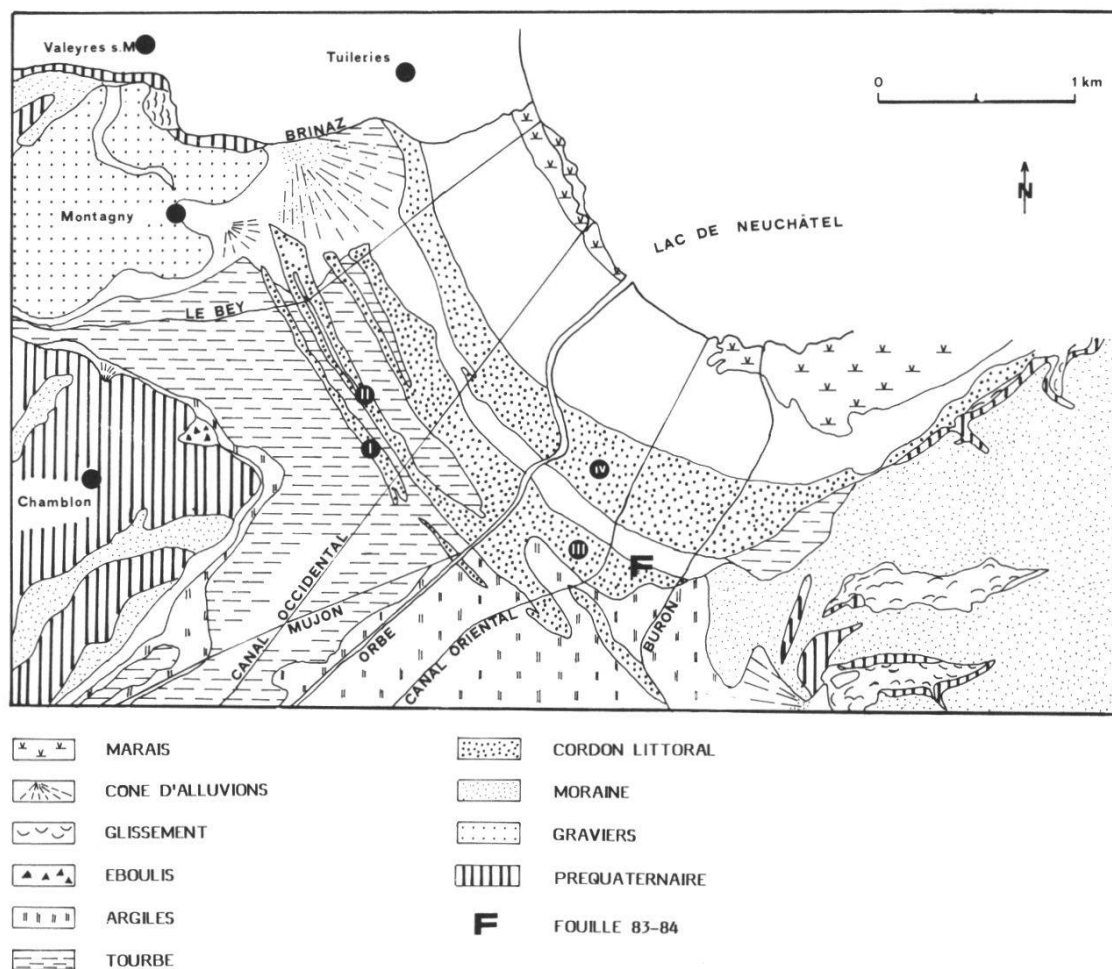 Valeyres s.M
Tuileries
0 1 km
BRINAZ
N
Montagny
LAC DE NEUCHÂTEL
LE BEY
II
I
IV
Chamblon
III
F
CANAL OCCIDENTAL
MUJON
ORBE
CANAL ORIENTAL
BURON
MARAIS
CONE D'ALLUVIONS
GLISSEMENT
EBOULIS
ARGILES
TOURBE
CORDON LITTORAL
MORAINE
GRAVIERS
PREQUATERNAIRE
F FOUILLE 83-84